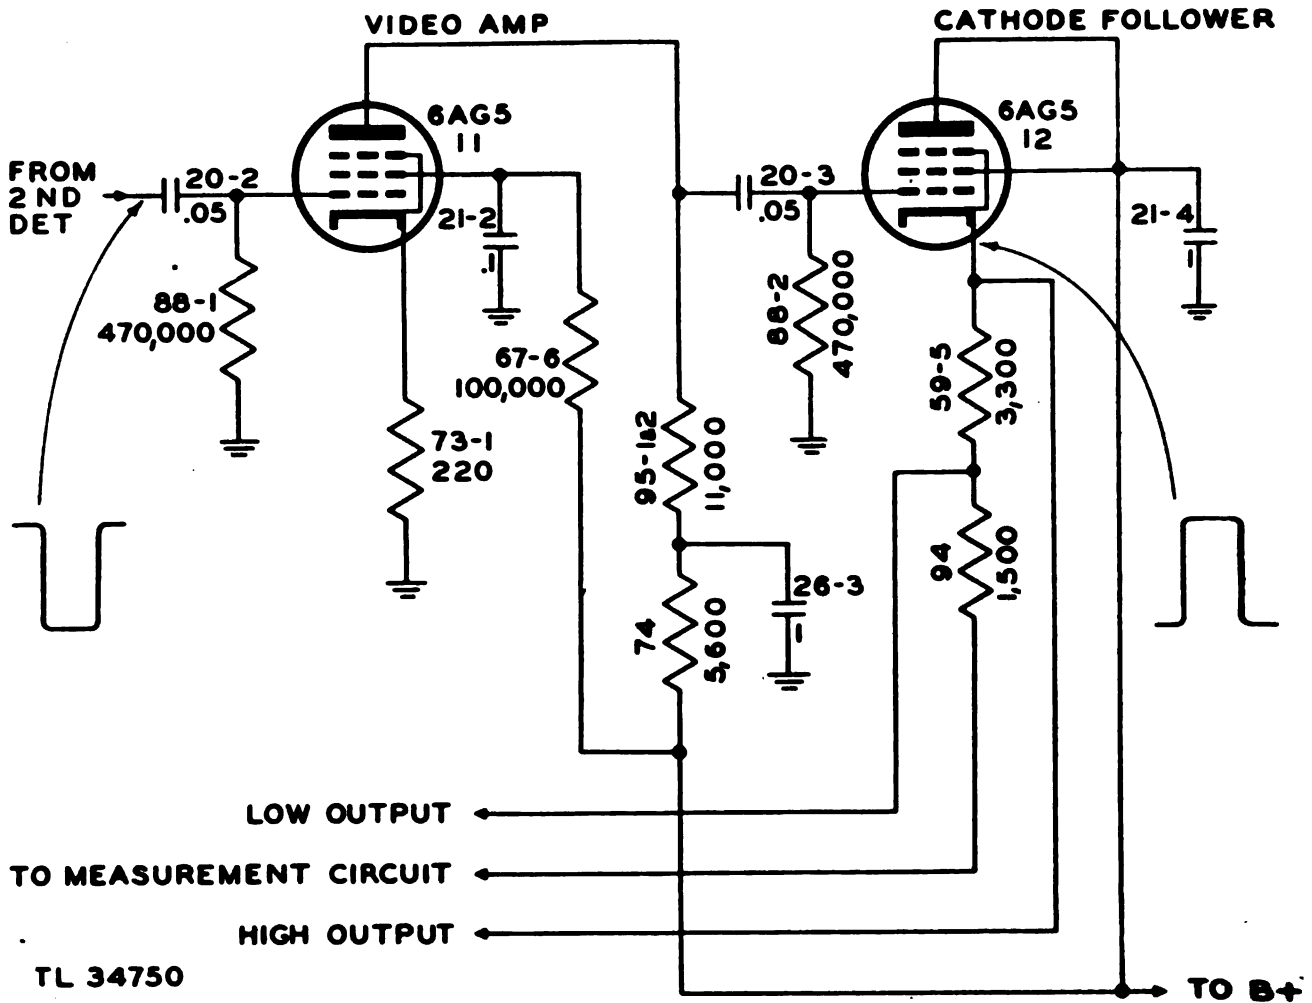 VIDEO AMP
CATHODE FOLLOWER
6AG5
11
6AG5
12
FROM
2 ND
DET
20-2
.05
21-2
.1
20-3
.05
21-4
.1
88-1
470,000
88-2
470,000
67-6
100,000
59-5
3,300
73-1
220
95-1&2
11,000
94
1,500
26-3
1
74
5,600
LOW OUTPUT
TO MEASUREMENT CIRCUIT
HIGH OUTPUT
TL 34750
TO B+